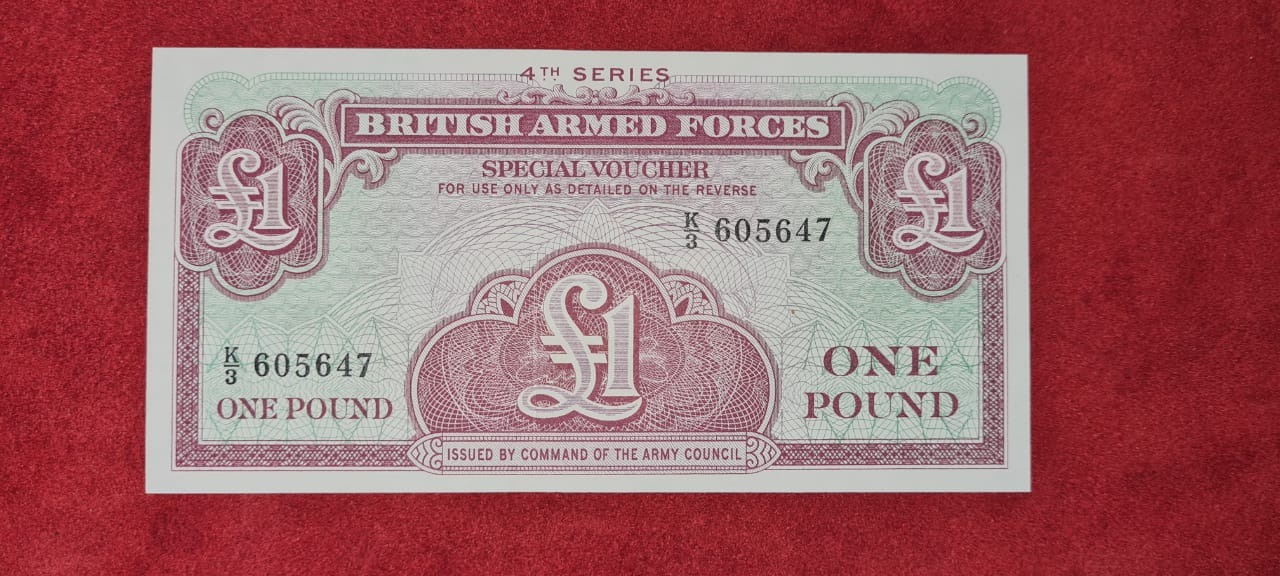 4TH SERIES
BRITISH ARMED FORCES
£1
£1
SPECIAL VOUCHER
FOR USE ONLY AS DETAILED ON THE REVERSE
K/3 605647
£1
K/3 605647
ONE POUND
ONE
POUND
ISSUED BY COMMAND OF THE ARMY COUNCIL